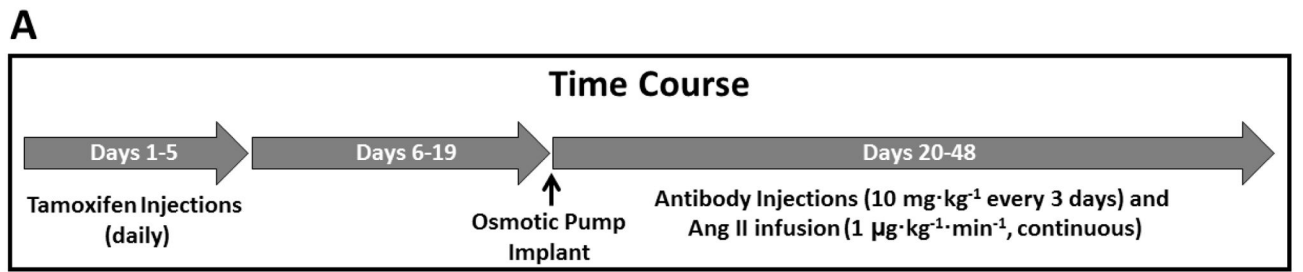 A
Time Course
Days 1-5
Days 6-19
Days 20-48
Tamoxifen Injections
(daily)
Osmotic Pump
Implant
Antibody Injections (10 mg·kg⁻¹ every 3 days) and
Ang II infusion (1 µg·kg⁻¹·min⁻¹, continuous)